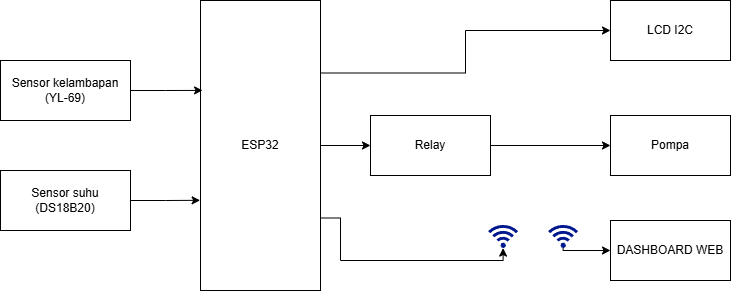 LCD I2C
Sensor kelambapan
(YL-69)
ESP32
Relay
Pompa
Sensor suhu
(DS18B20)
DASHBOARD WEB